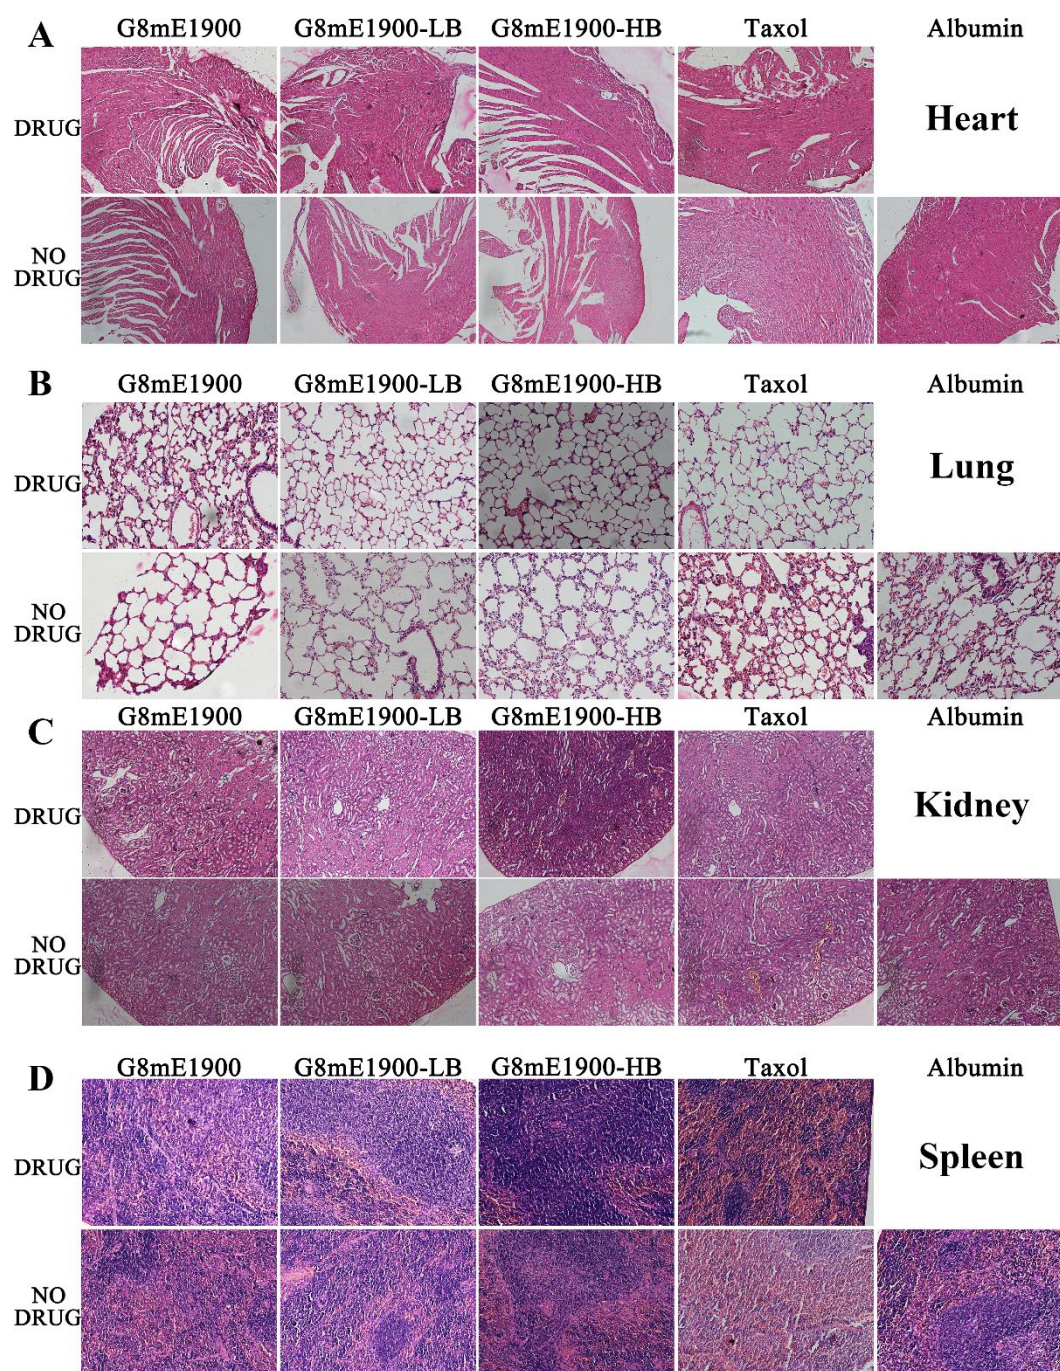 A G8mE1900 G8mE1900-LB G8mE1900-HB Taxol Albumin
DRUG
Heart
NO
DRUG
B G8mE1900 G8mE1900-LB G8mE1900-HB Taxol Albumin
DRUG
Lung
NO
DRUG
C G8mE1900 G8mE1900-LB G8mE1900-HB Taxol Albumin
DRUG
Kidney
NO
DRUG
D G8mE1900 G8mE1900-LB G8mE1900-HB Taxol Albumin
DRUG
Spleen
NO
DRUG